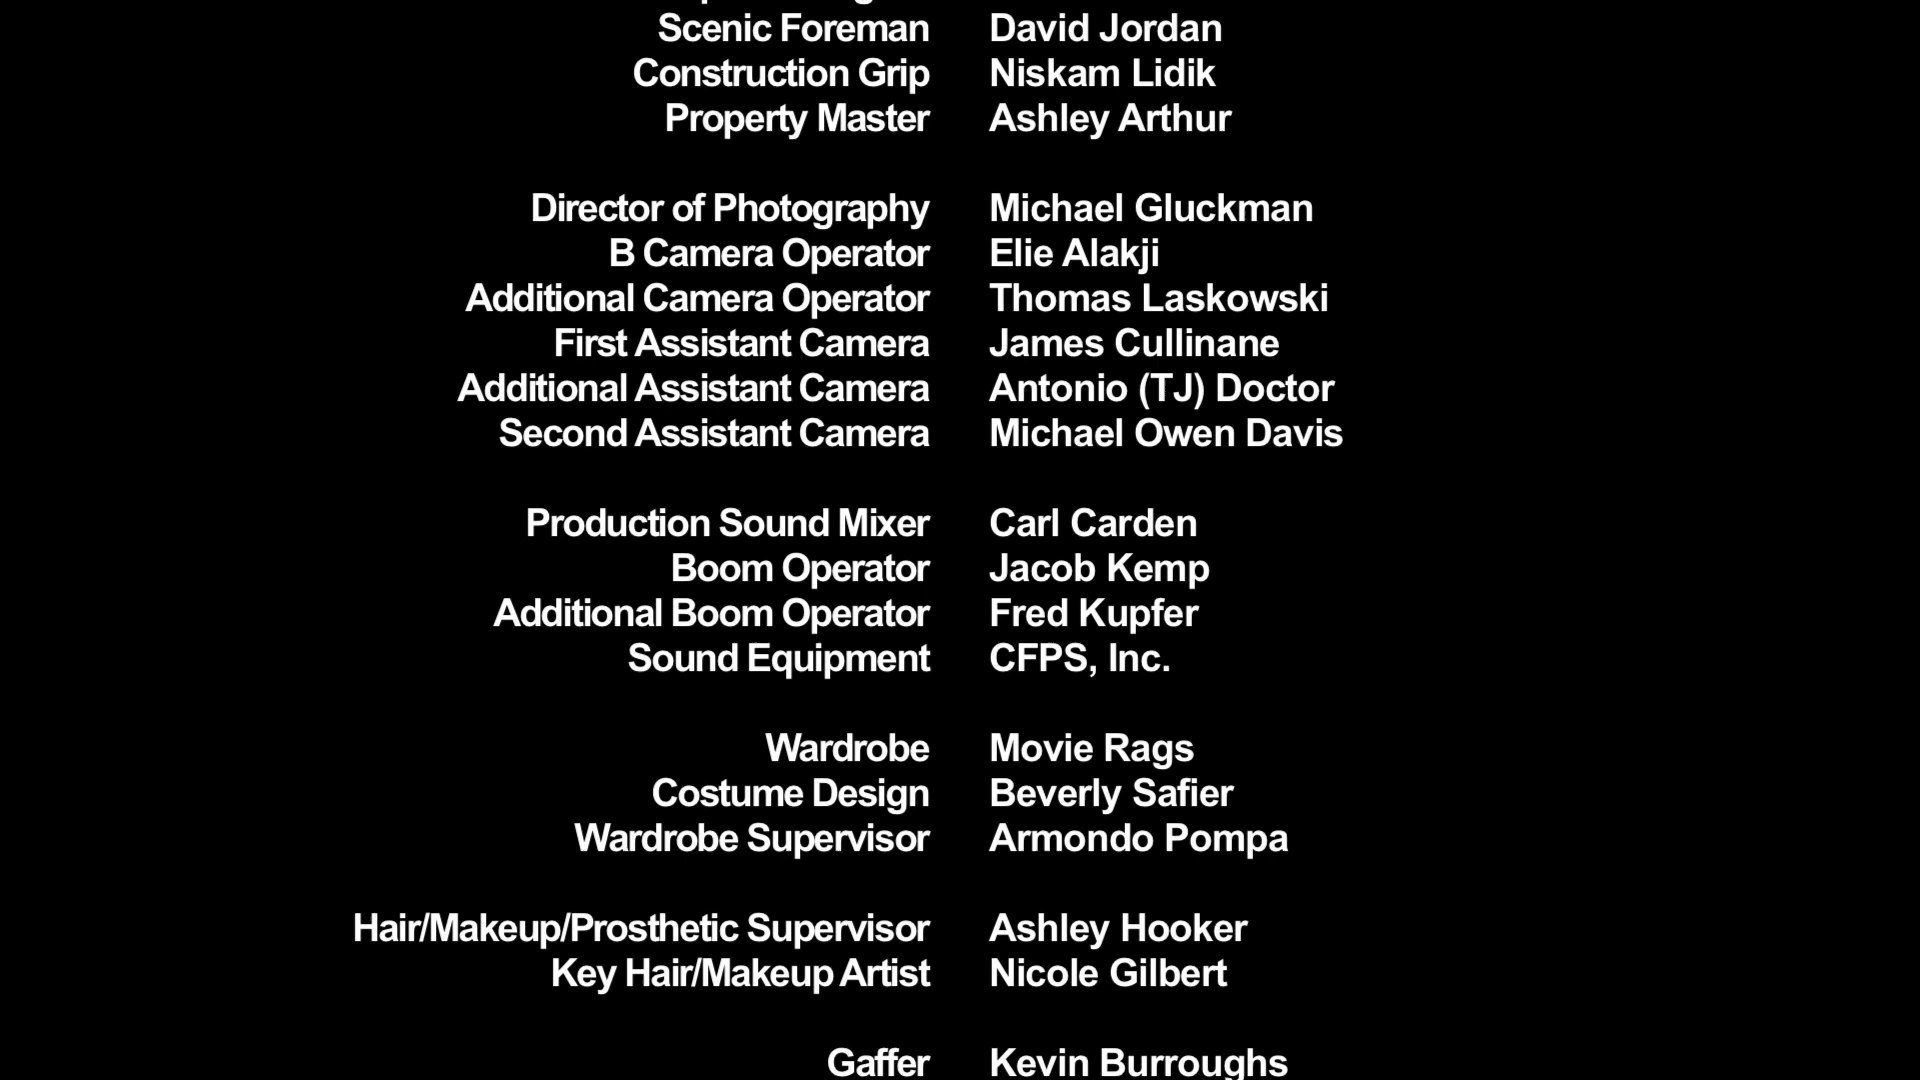 Scenic Foreman David Jordan
Construction Grip Niskam Lidik
Property Master Ashley Arthur
Director of Photography Michael Gluckman
B Camera Operator Elie Alakji
Additional Camera Operator Thomas Laskowski
First Assistant Camera James Cullinane
Additional Assistant Camera Antonio (TJ) Doctor
Second Assistant Camera Michael Owen Davis
Production Sound Mixer Carl Carden
Boom Operator Jacob Kemp
Additional Boom Operator Fred Kupfer
Sound Equipment CFPS, Inc.
Wardrobe Movie Rags
Costume Design Beverly Safier
Wardrobe Supervisor Armondo Pompa
Hair/Makeup/Prosthetic Supervisor Ashley Hooker
Key Hair/Makeup Artist Nicole Gilbert
Gaffer Kevin Burroughs